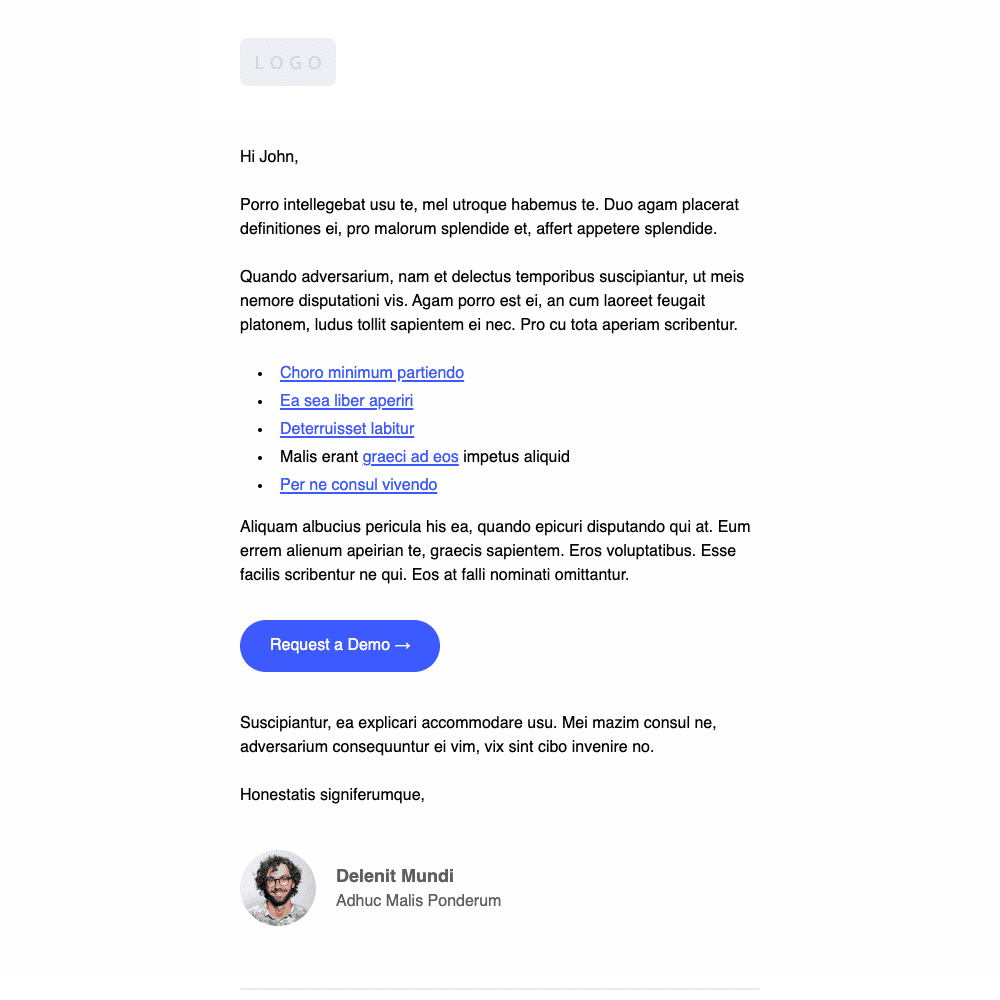 LOGO
Hi John,
Porro intellegebat usu te, mel utroque habemus te. Duo agam placerat
definitiones ei, pro malorum splendide et, affert appetere splendide.
Quando adversarium, nam et delectus temporibus suscipiantur, ut meis
nemore disputationi vis. Agam porro est ei, an cum laoreet feugait
platonem, ludus tollit sapientem ei nec. Pro cu tota aperiam scribentur.
• Choro minimum partiendo
• Ea sea liber aperiri
• Deterruisset labitur
• Malis erant graeci ad eos impetus aliquid
• Per ne consul vivendo
Aliquam albucius pericula his ea, quando epicuri disputando qui at. Eum
errem alienum apeirian te, graecis sapientem. Eros voluptatibus. Esse
facilis scribentur ne qui. Eos at falli nominati omittantur.
Request a Demo →
Suscipiantur, ea explicari accommodare usu. Mei mazim consul ne,
adversarium consequuntur ei vim, vix sint cibo invenire no.
Honestatis signiferumque,
Delenit Mundi
Adhuc Malis Ponderum